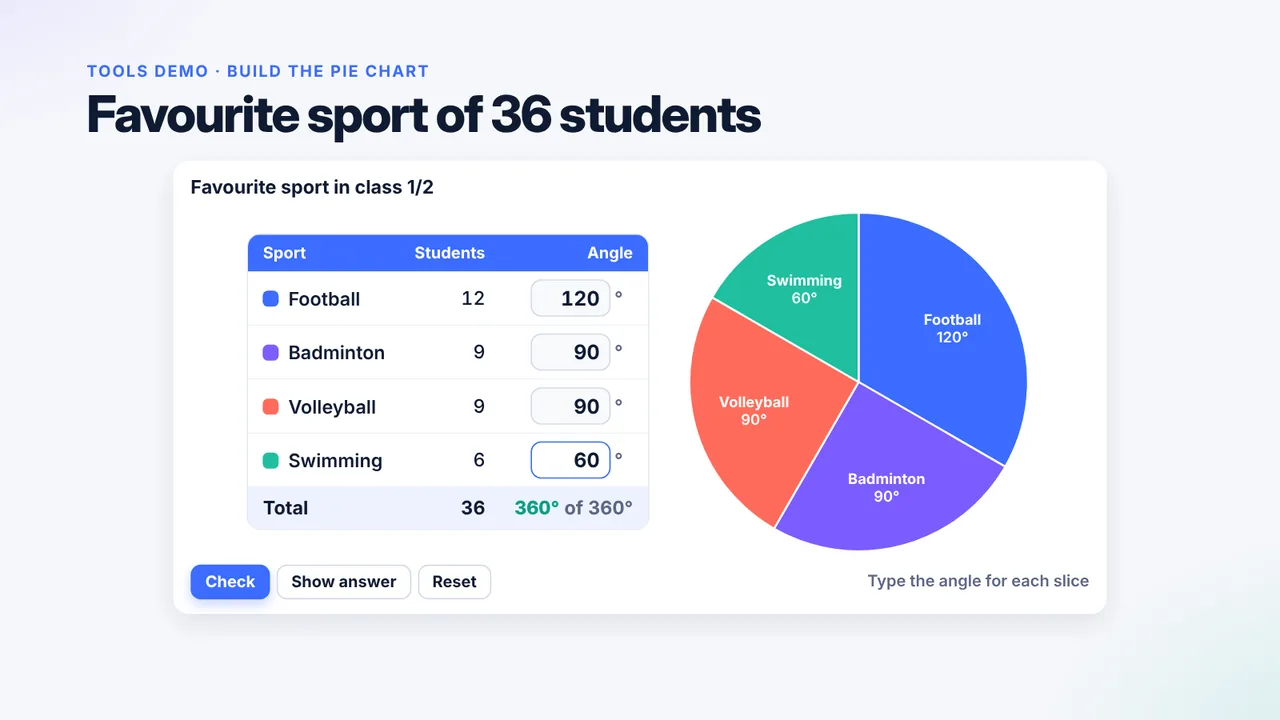 TOOLS DEMO · BUILD THE PIE CHART
Favourite sport of 36 students
Favourite sport in class 1/2
Sport Students Angle
Football 12 120 °
Badminton 9 90 °
Volleyball 9 90 °
Swimming 6 60 °
Total 36 360° of 360°
Swimming
60°
Football
120°
Volleyball
90°
Badminton
90°
Check Show answer Reset
Type the angle for each slice